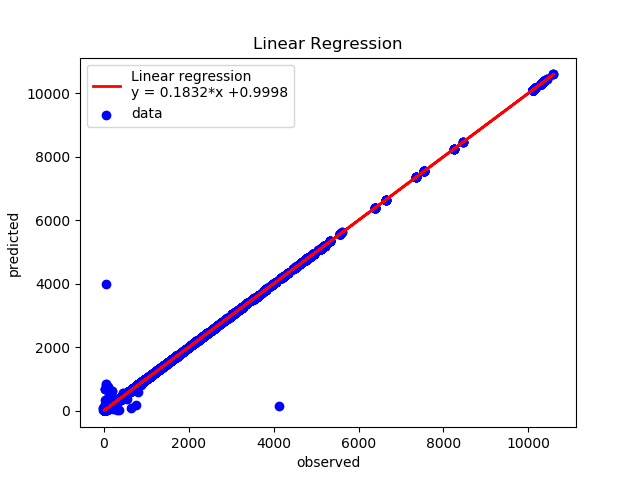 Linear Regression
Linear regression
y = 0.1832*x +0.9998
data
10000
8000
6000
4000
2000
0
predicted
0 2000 4000 6000 8000 10000
observed